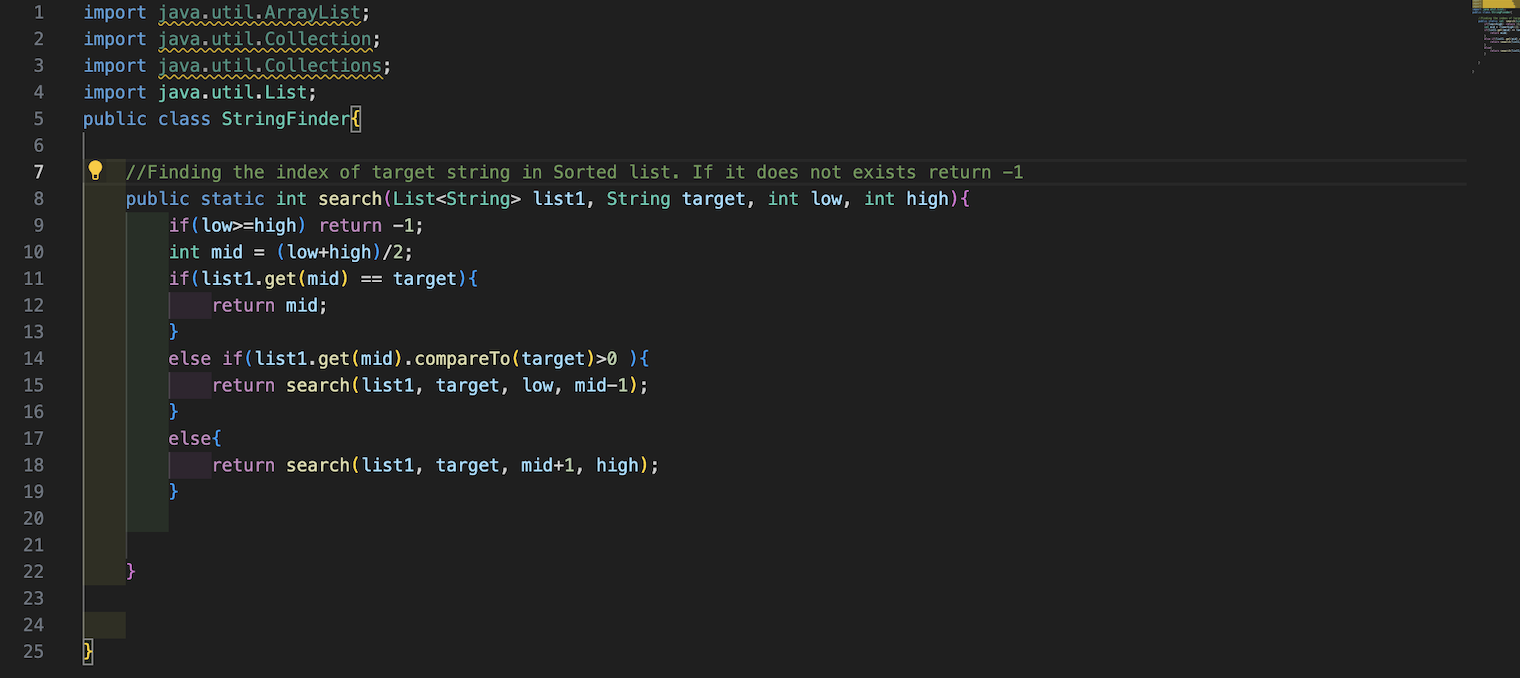 1 import java.util.ArrayList;
2 import java.util.Collection;
3 import java.util.Collections;
4 import java.util.List;
5 public class StringFinder{
6
7 //Finding the index of target string in Sorted list. If it does not exists return -1
8 public static int search(List<String> list1, String target, int low, int high){
9 if(low>=high) return -1;
10 int mid = (low+high)/2;
11 if(list1.get(mid) == target){
12 return mid;
13 }
14 else if(list1.get(mid).compareTo(target)>0 ){
15 return search(list1, target, low, mid-1);
16 }
17 else{
18 return search(list1, target, mid+1, high);
19 }
20
21
22 }
23
24
25 }